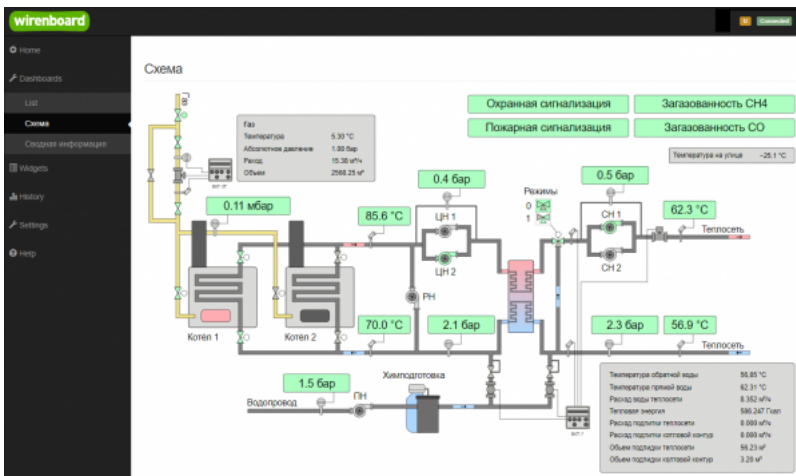 wirenboard
Connected
Home
Dashboards
List
Схема
Сводная информация
Widgets
History
Settings
Help
Схема
Газ
Газ
Температура 5.30 °C
Абсолютное давление 1.00 бар
Расход 15.30 м³/ч
Объем 2568.25 м³
Охранная сигнализация
Загазованность CH4
Пожарная сигнализация
Загазованность CO
Температура на улице -25.1 °C
0.11 мбар
85.6 °C
0.4 бар
ЦН 1
ЦН 2
Режимы
0
1
0.5 бар
СН 1
СН 2
62.3 °C
Теплосеть
РН
Котёл 1
Котел 2
70.0 °C
2.1 бар
2.3 бар
56.9 °C
Теплосеть
Химподготовка
1.5 бар
ПН
Водопровод
Температура обратной воды 56.85 °C
Температура прямой воды 62.31 °C
Расход воды теплосети 8.352 м³/ч
Тепловая энергия 586.247 Гкал
Расход подпитки теплосети 0.000 м³/ч
Расход подпитки котловой контур 0.000 м³/ч
Объем подпитки теплосети 56.23 м³
Объем подпитки котловой контур 3.20 м³